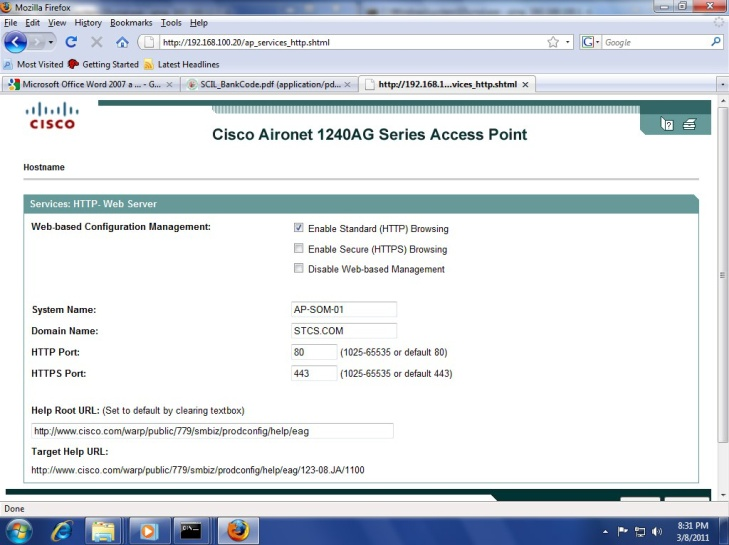 Mozilla Firefox
File Edit View History Bookmarks Tools Help
http://192.168.100.20/ap_services_http.shtml
Google
Most Visited Getting Started Latest Headlines
Microsoft Office Word 2007 a ... - G... SCIL_BankCode.pdf (application/pd... http://192.168.1...vices_http.shtml
CISCO
Cisco Aironet 1240AG Series Access Point
Hostname
Services: HTTP- Web Server
Web-based Configuration Management:
Enable Standard (HTTP) Browsing
Enable Secure (HTTPS) Browsing
Disable Web-based Management
System Name: AP-SOM-01
Domain Name: STCS.COM
HTTP Port: 80 (1025-65535 or default 80)
HTTPS Port: 443 (1025-65535 or default 443)
Help Root URL: (Set to default by clearing textbox)
http://www.cisco.com/warp/public/779/smbiz/prodconfig/help/eag
Target Help URL:
http://www.cisco.com/warp/public/779/smbiz/prodconfig/help/eag/123-08.JA/1100
Done
8:31 PM
3/8/2011